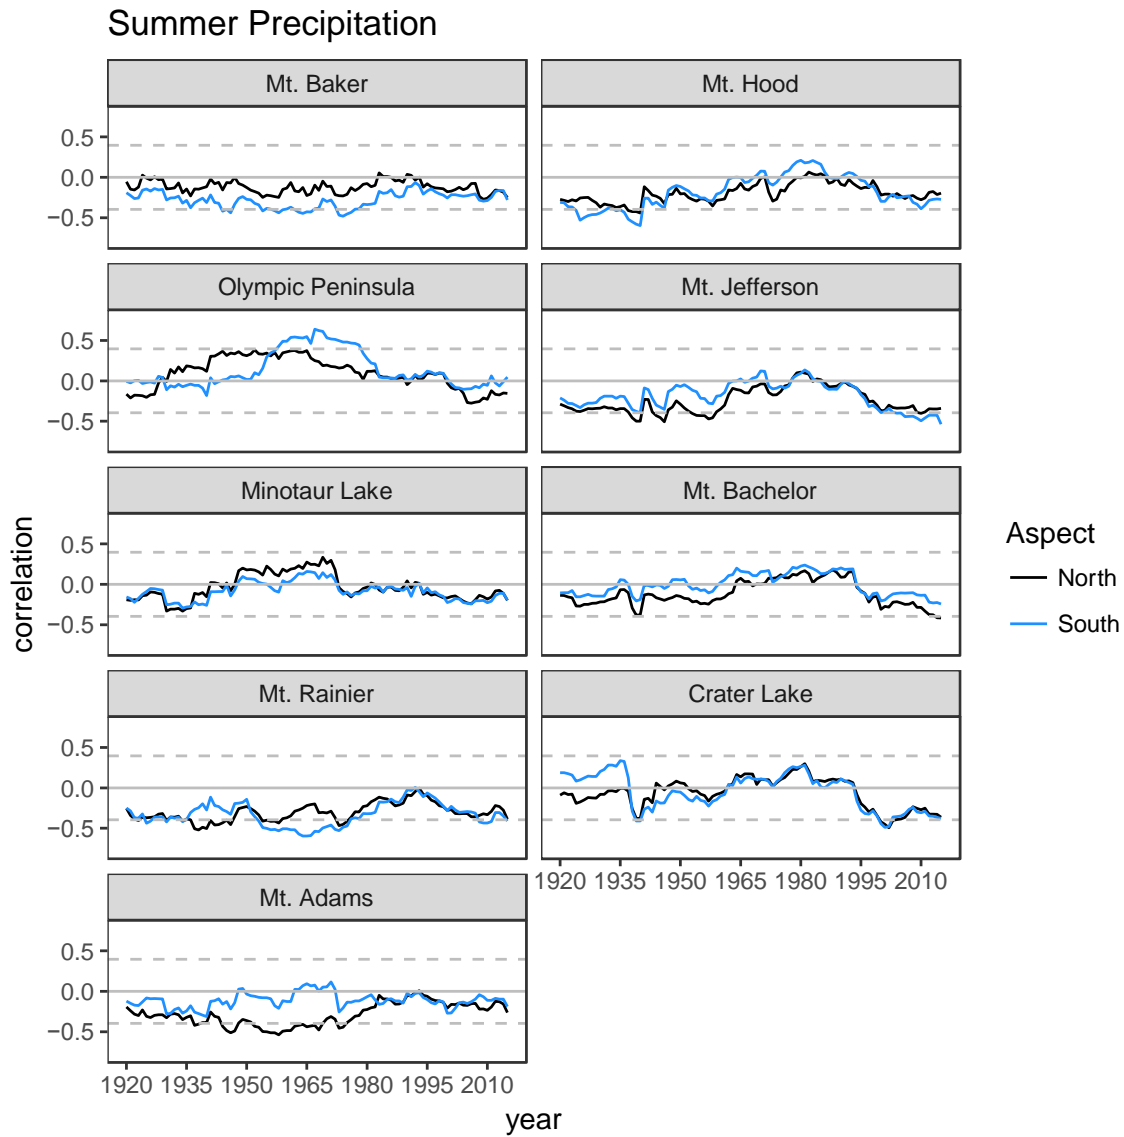 Summer Precipitation
Mt. Baker
Mt. Hood
0.5
0.0
−0.5
Olympic Peninsula
Mt. Jefferson
0.5
0.0
−0.5
Minotaur Lake
Mt. Bachelor
0.5
0.0
−0.5
Mt. Rainier
Crater Lake
0.5
0.0
−0.5
1920 1935 1950 1965 1980 1995 2010
Mt. Adams
0.5
0.0
−0.5
1920 1935 1950 1965 1980 1995 2010
year
correlation
Aspect
North
South